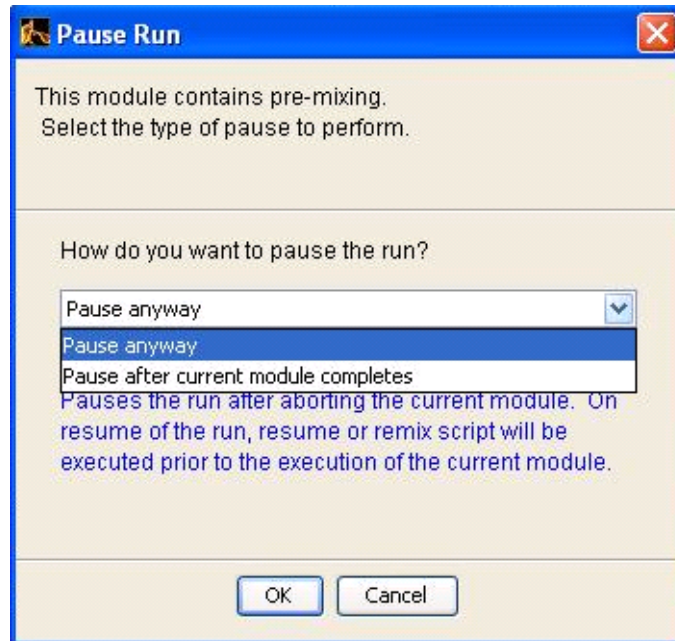 Pause Run
This module contains pre-mixing.
Select the type of pause to perform.
How do you want to pause the run?
Pause anyway
Pause anyway
Pause after current module completes
Pauses the run after aborting the current module. On
resume of the run, resume or remix script will be
executed prior to the execution of the current module.
OK
Cancel